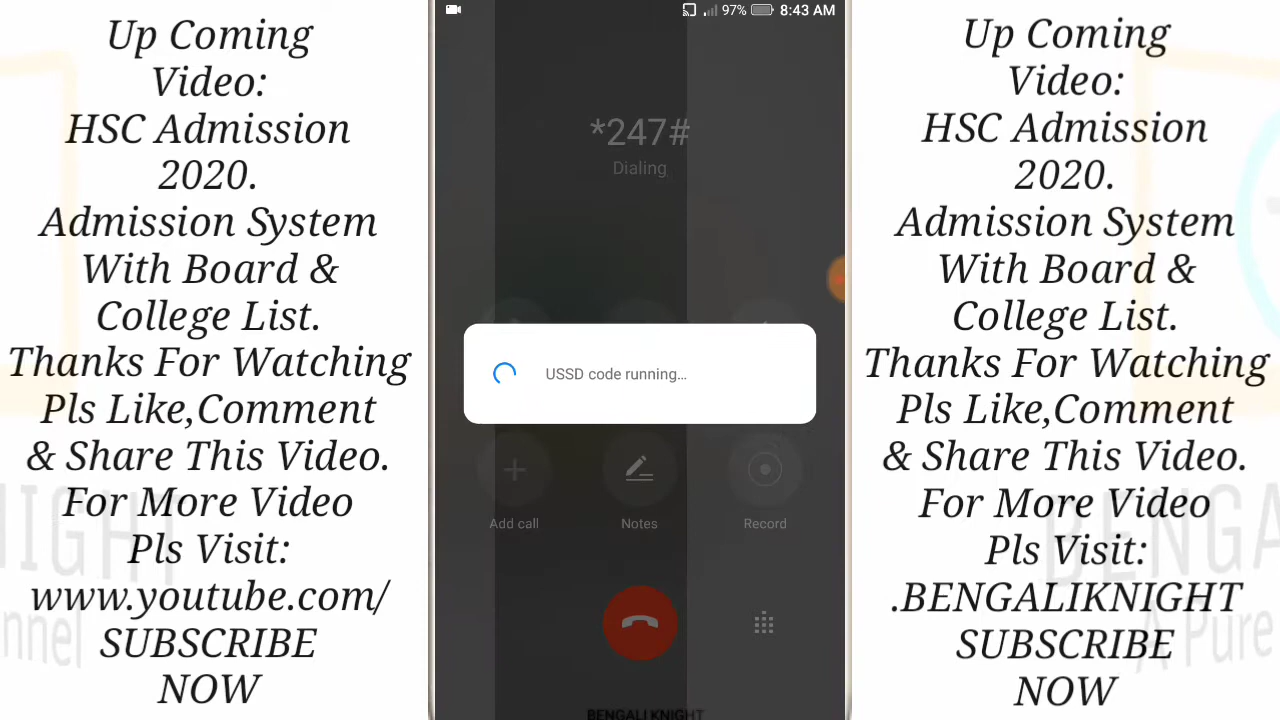 Up Coming
Video:
HSC Admission
2020.
Admission System
With Board &
College List.
Thanks For Watching
Pls Like,Comment
& Share This Video.
For More Video
Pls Visit:
www.youtube.com/
SUBSCRIBE
NOW
97% 8:43 AM
*247#
Dialing
USSD code running...
Add call
Notes
Record
BENGALI KNIGHT
Up Coming
Video:
HSC Admission
2020.
Admission System
With Board &
College List.
Thanks For Watching
Pls Like,Comment
& Share This Video.
For More Video
Pls Visit:
.BENGALIKNIGHT
SUBSCRIBE
NOW
A Pure